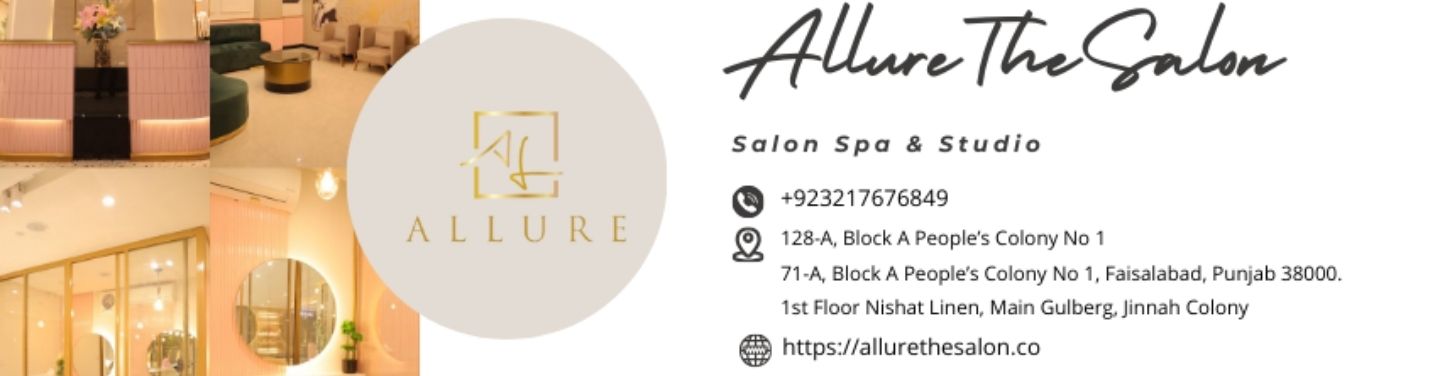 AL
ALLURE
Allure The Salon
Salon Spa & Studio
+923217676849
128-A, Block A People's Colony No 1
71-A, Block A People's Colony No 1, Faisalabad, Punjab 38000.
1st Floor Nishat Linen, Main Gulberg, Jinnah Colony
https://allurethesalon.co